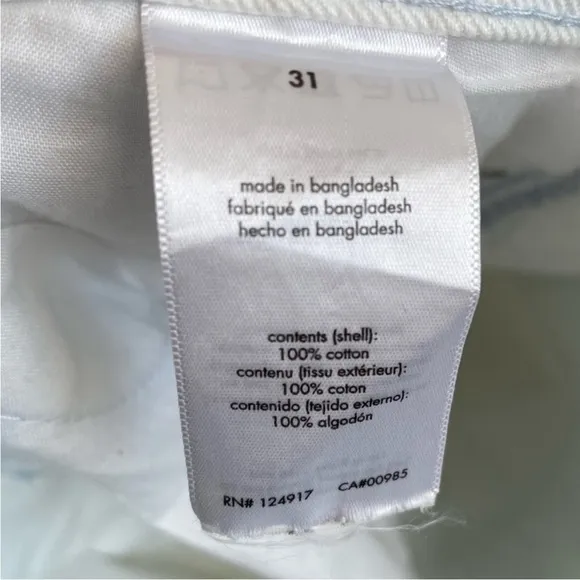 31
made in bangladesh
fabriqué en bangladesh
hecho en bangladesh
contents (shell):
100% cotton
contenu (tissu extérieur):
100% coton
contenido (tejido externo):
100% algodón
RN# 124917 CA#00985